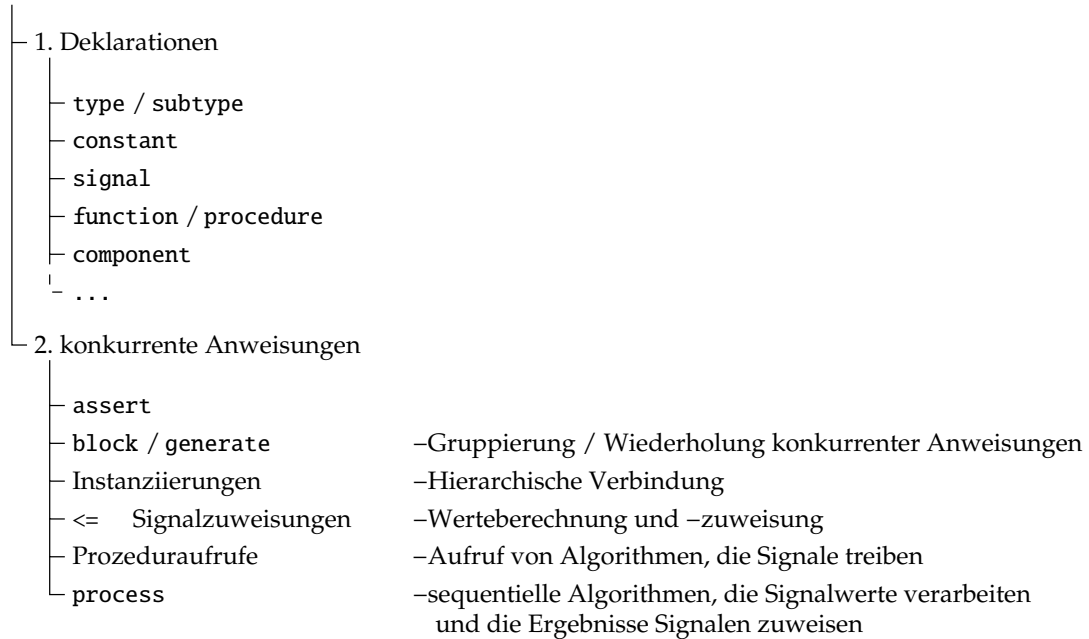 1. Deklarationen
type / subtype
constant
signal
function / procedure
component
...
2. konkurrente Anweisungen
assert
block / generate –Gruppierung / Wiederholung konkurrenter Anweisungen
Instanziierungen –Hierarchische Verbindung
<= Signalzuweisungen –Werteberechnung und –zuweisung
Prozeduraufrufe –Aufruf von Algorithmen, die Signale treiben
process –sequentielle Algorithmen, die Signalwerte verarbeiten
und die Ergebnisse Signalen zuweisen